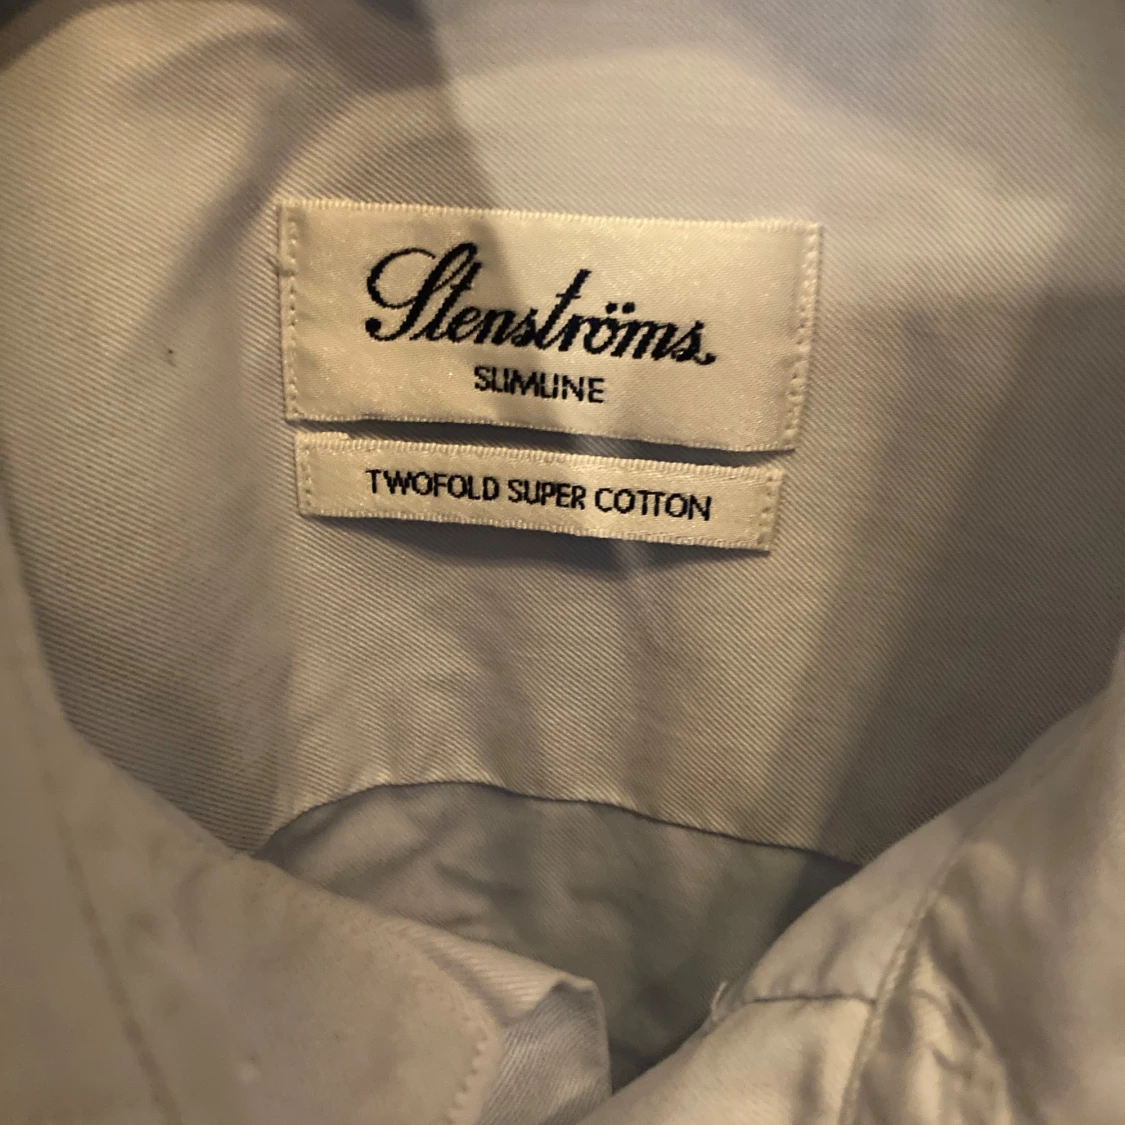 Stenströms
SLIMLINE
TWOFOLD SUPER COTTON